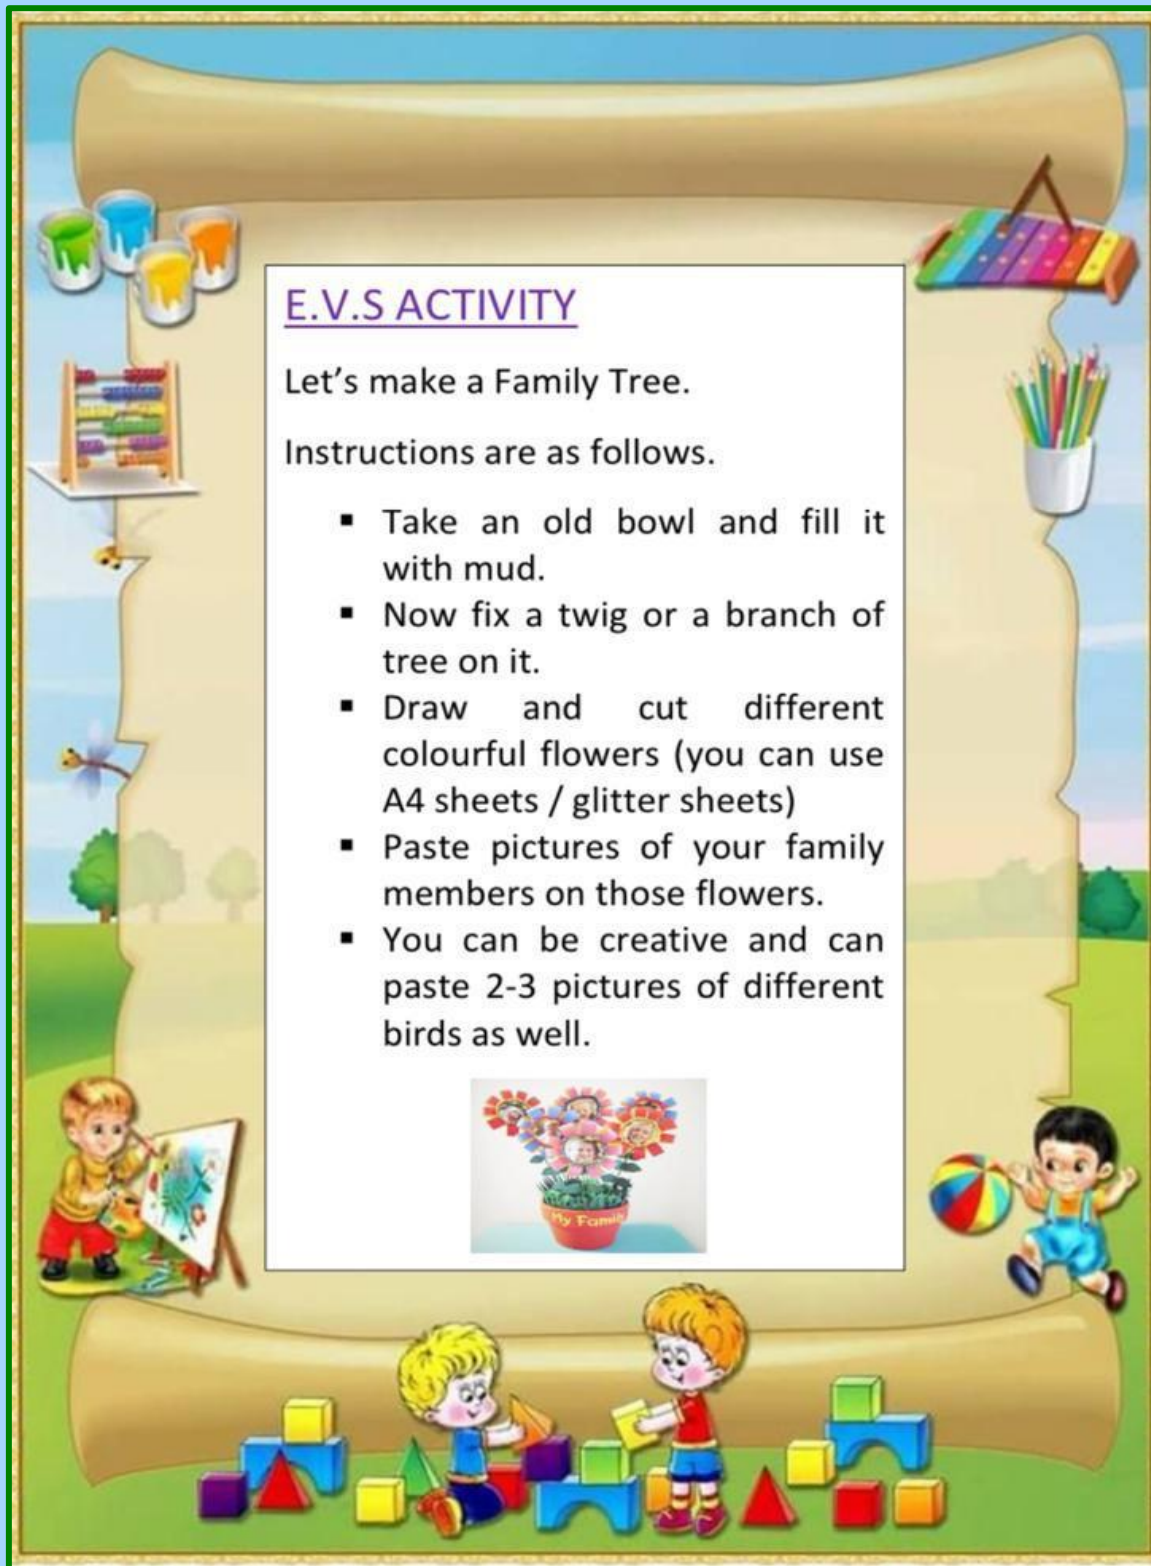 E.V.S ACTIVITY
Let's make a Family Tree.
Instructions are as follows.
▪ Take an old bowl and fill it
with mud.
▪ Now fix a twig or a branch of
tree on it.
▪ Draw and cut different
colourful flowers (you can use
A4 sheets / glitter sheets)
▪ Paste pictures of your family
members on those flowers.
▪ You can be creative and can
paste 2-3 pictures of different
birds as well.
My Family